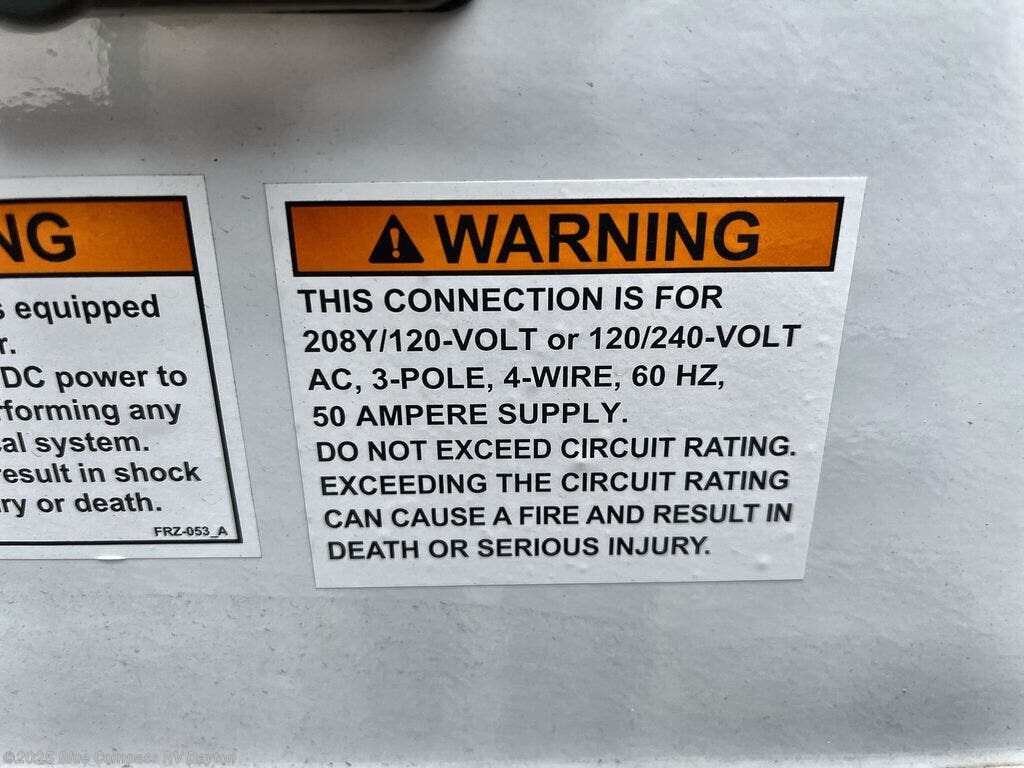 NG
s equipped
r.
DC power to
rforming any
cal system.
result in shock
ry or death.
FRZ-053_A
WARNING
THIS CONNECTION IS FOR
208Y/120-VOLT or 120/240-VOLT
AC, 3-POLE, 4-WIRE, 60 HZ,
50 AMPERE SUPPLY.
DO NOT EXCEED CIRCUIT RATING.
EXCEEDING THE CIRCUIT RATING
CAN CAUSE A FIRE AND RESULT IN
DEATH OR SERIOUS INJURY.
©2025 Blue Compass RV Dayton